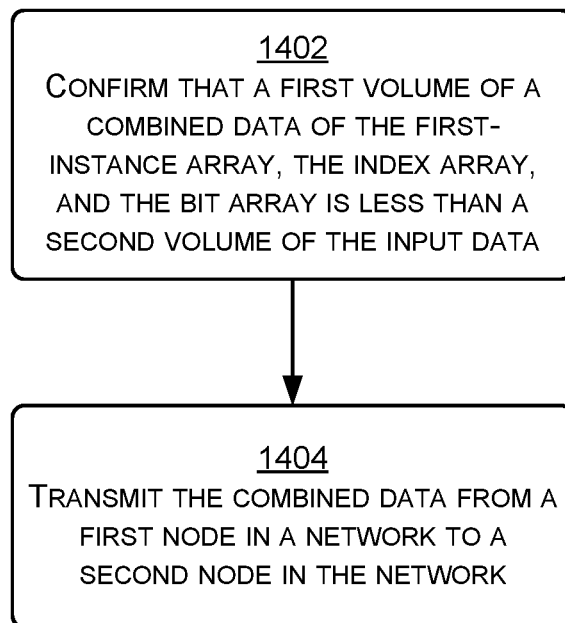 1402
CONFIRM THAT A FIRST VOLUME OF A
COMBINED DATA OF THE FIRST-
INSTANCE ARRAY, THE INDEX ARRAY,
AND THE BIT ARRAY IS LESS THAN A
SECOND VOLUME OF THE INPUT DATA
1404
TRANSMIT THE COMBINED DATA FROM A
FIRST NODE IN A NETWORK TO A
SECOND NODE IN THE NETWORK